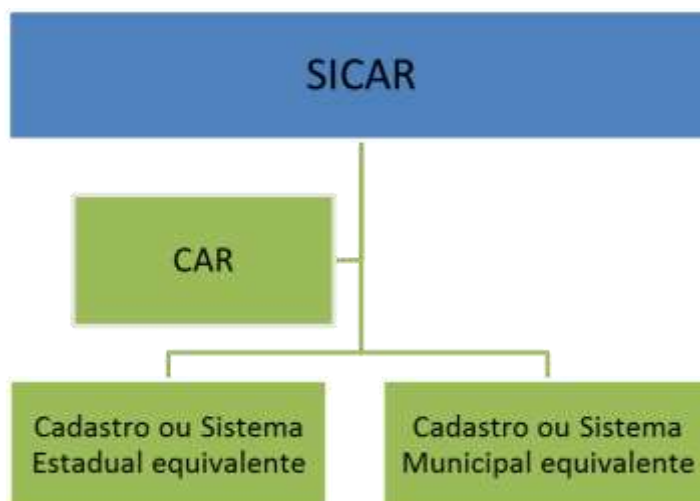 SICAR
CAR
Cadastro ou Sistema
Estadual equivalente
Cadastro ou Sistema
Municipal equivalente